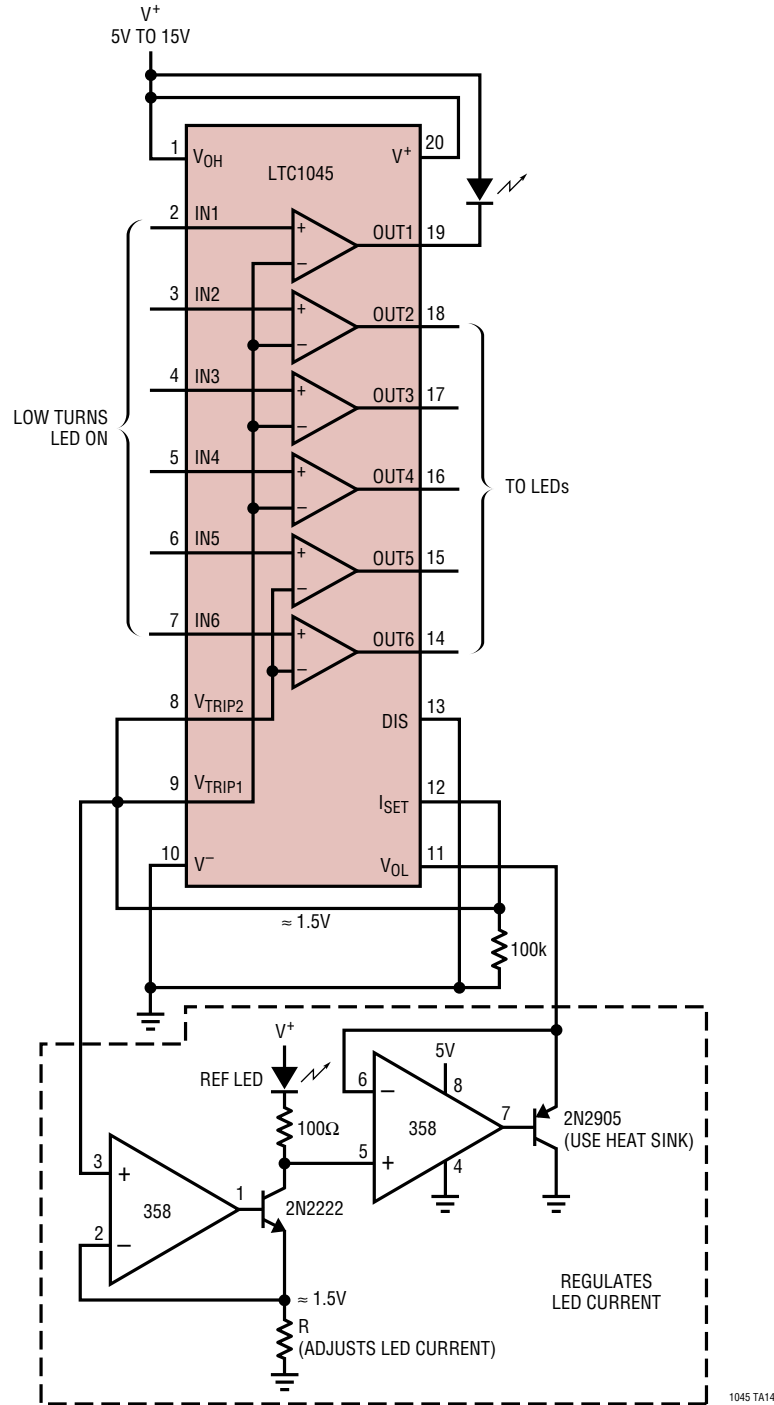 V+
5V TO 15V
1
VOH
LTC1045
V+
20
2
IN1
+
−
OUT1
19
3
IN2
+
−
OUT2
18
4
IN3
+
−
OUT3
17
LOW TURNS
LED ON
5
IN4
+
−
OUT4
16
TO LEDs
6
IN5
+
−
OUT5
15
7
IN6
+
−
OUT6
14
8
VTRIP2
DIS
13
9
VTRIP1
ISET
12
10
V−
VOL
11
≈ 1.5V
100k
V+
REF LED
100Ω
5V
6
−
8
358
7
2N2905
(USE HEAT SINK)
5
+
4
3
+
358
1
2N2222
2
−
≈ 1.5V
R
(ADJUSTS LED CURRENT)
REGULATES
LED CURRENT
1045 TA14